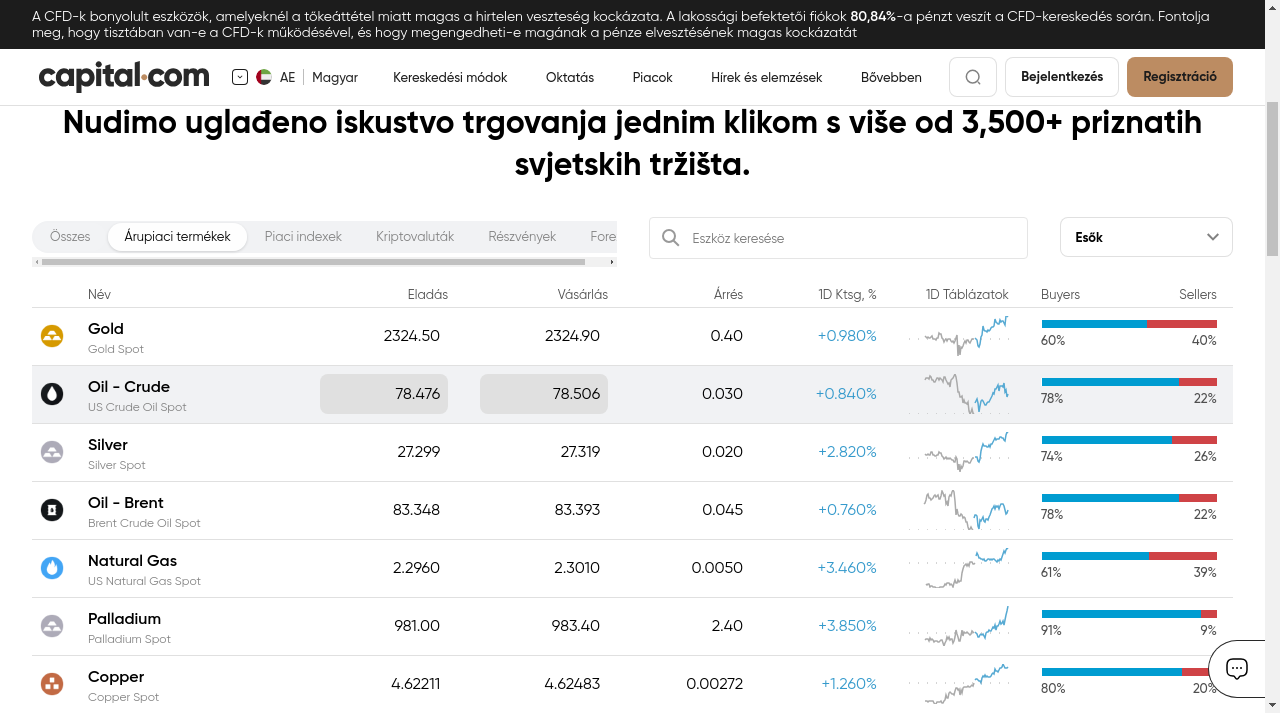 A CFD-k bonyolult eszközök, amelyeknél a tőkeáttétel miatt magas a hirtelen veszteség kockázata. A lakossági befektetői fiókok 80,84%-a pénzt veszít a CFD-kereskedés során. Fontolja
meg, hogy tisztában van-e a CFD-k működésével, és hogy megengedheti-e magának a pénze elvesztésének magas kockázatát
capital.com AE Magyar Kereskedési módok Oktatás Piacok Hírek és elemzések Bővebben Bejelentkezés Regisztráció
Nudimo uglađeno iskustvo trgovanja jednim klikom s više od 3,500+ priznatih
svjetskih tržišta.
Összes Árupiaci termékek Piaci indexek Kriptovaluták Részvények Fore Eszköz keresése Esők
Név Eladás Vásárlás Árrés 1D Ktsg, % 1D Táblázatok Buyers Sellers
Gold 2324.50 2324.90 0.40 +0.980%
Gold Spot 60% 40%
Oil - Crude 78.476 78.506 0.030 +0.840%
US Crude Oil Spot 78% 22%
Silver 27.299 27.319 0.020 +2.820%
Silver Spot 74% 26%
Oil - Brent 83.348 83.393 0.045 +0.760%
Brent Crude Oil Spot 78% 22%
Natural Gas 2.2960 2.3010 0.0050 +3.460%
US Natural Gas Spot 61% 39%
Palladium 981.00 983.40 2.40 +3.850%
Palladium Spot 91% 9%
Copper 4.62211 4.62483 0.00272 +1.260%
Copper Spot 80% 20%